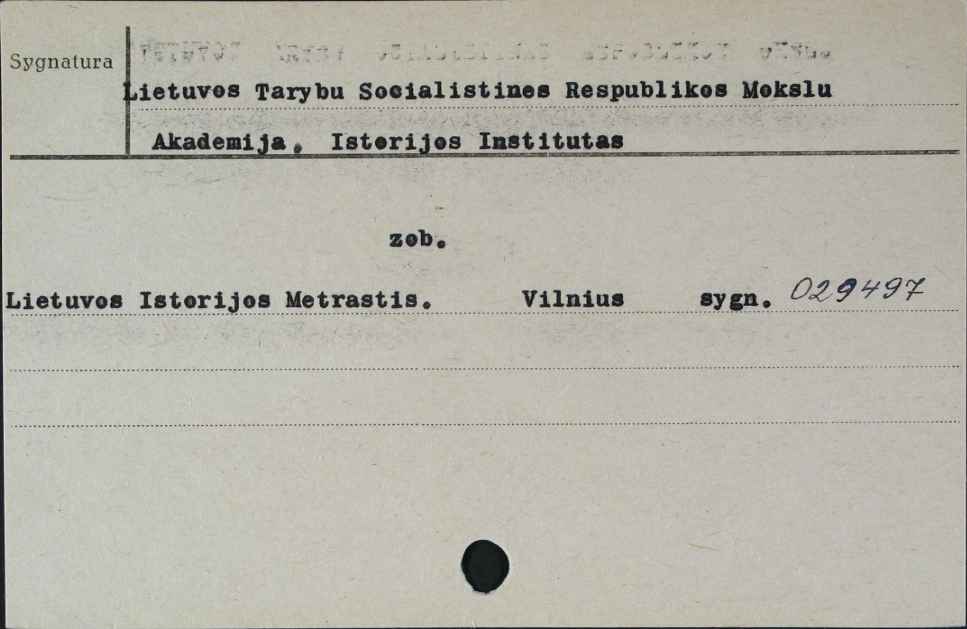 Sygnatura
Lietuvos Tarybu Socialistines Respublikos Mokslu
Akademija, Istorijos Institutas
zob.
Lietuvos Istorijos Metrastis. Vilnius sygn. 029497